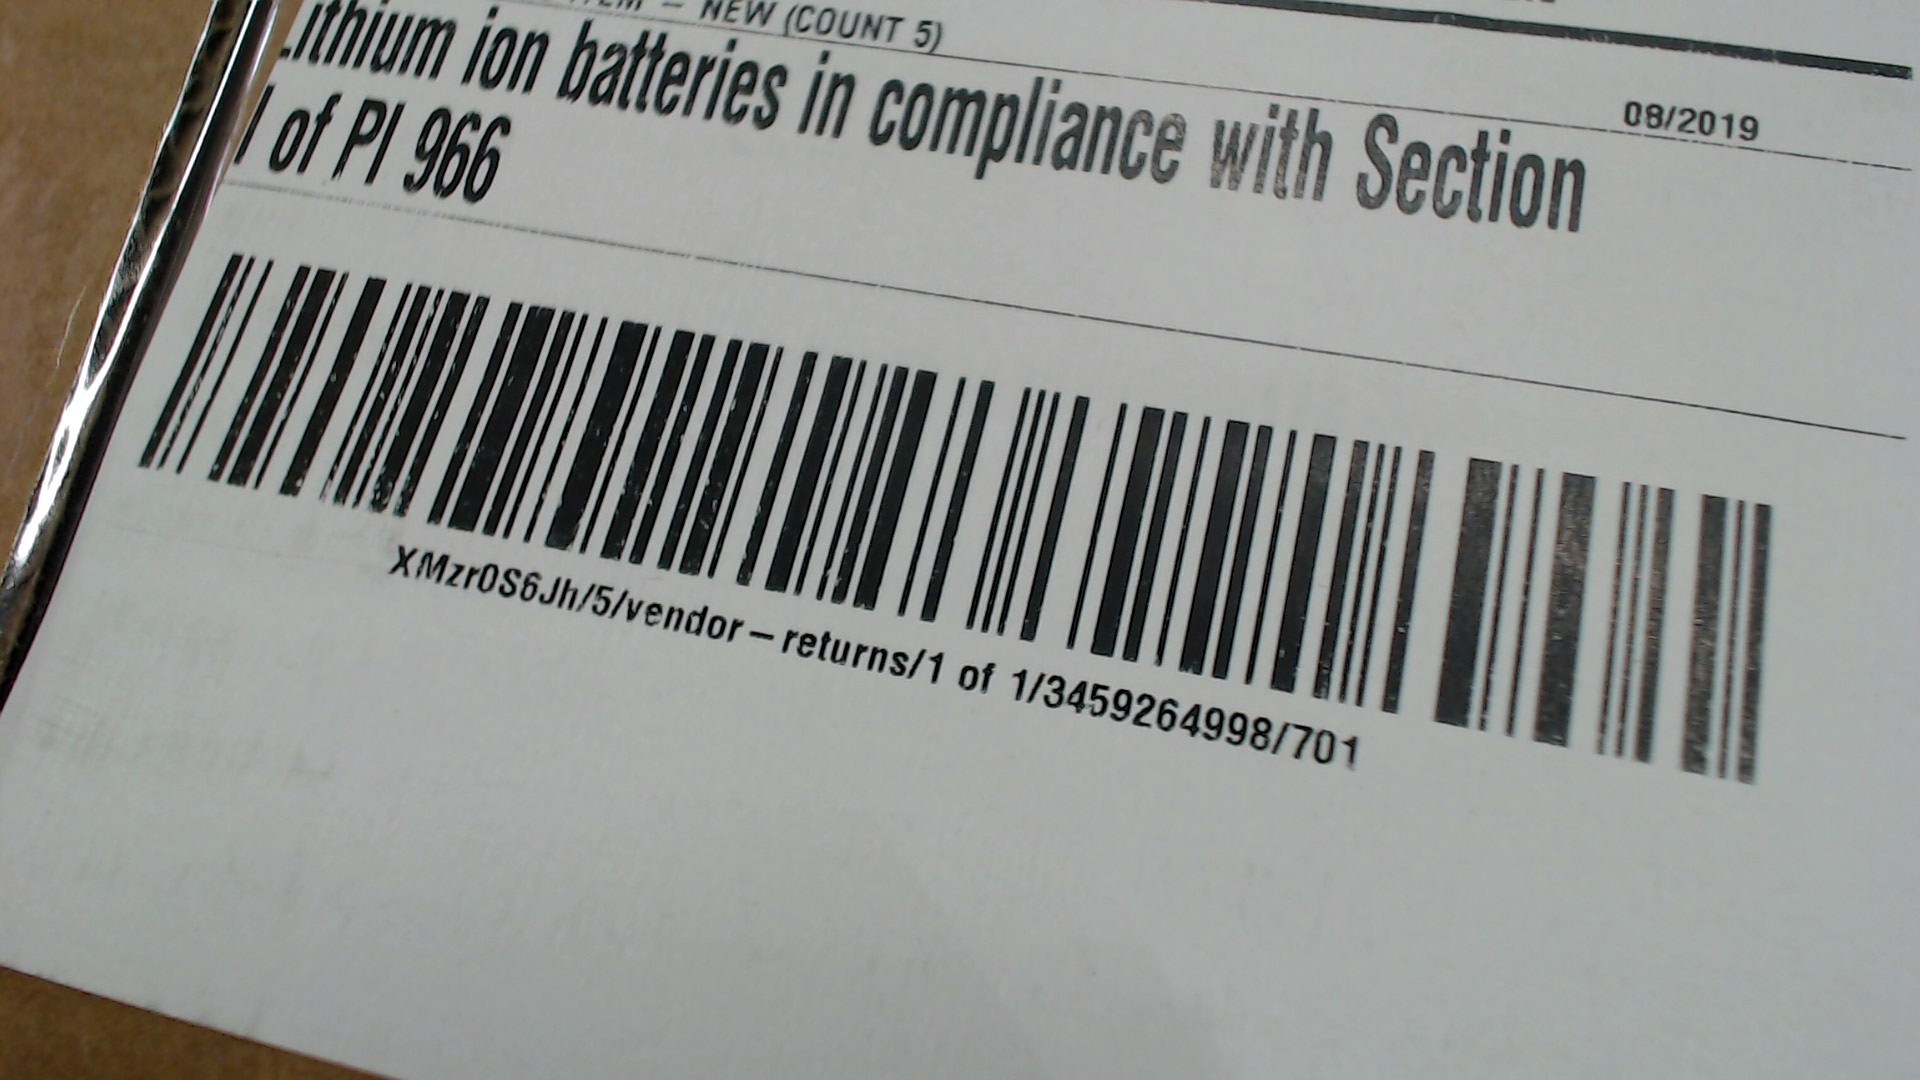 NEW (COUNT 5)
08/2019
Lithium ion batteries in compliance with Section
I of PI 966
XMzr0S6Jh/5/vendor-returns/1 of 1/3459264998/701